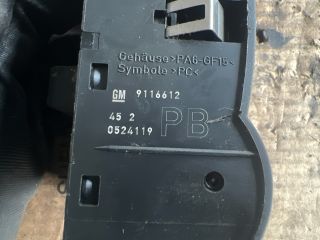 Gehäuse >PA6-GF15<
Symbole >PC<
GM 9116612
45 2
0524119
PB